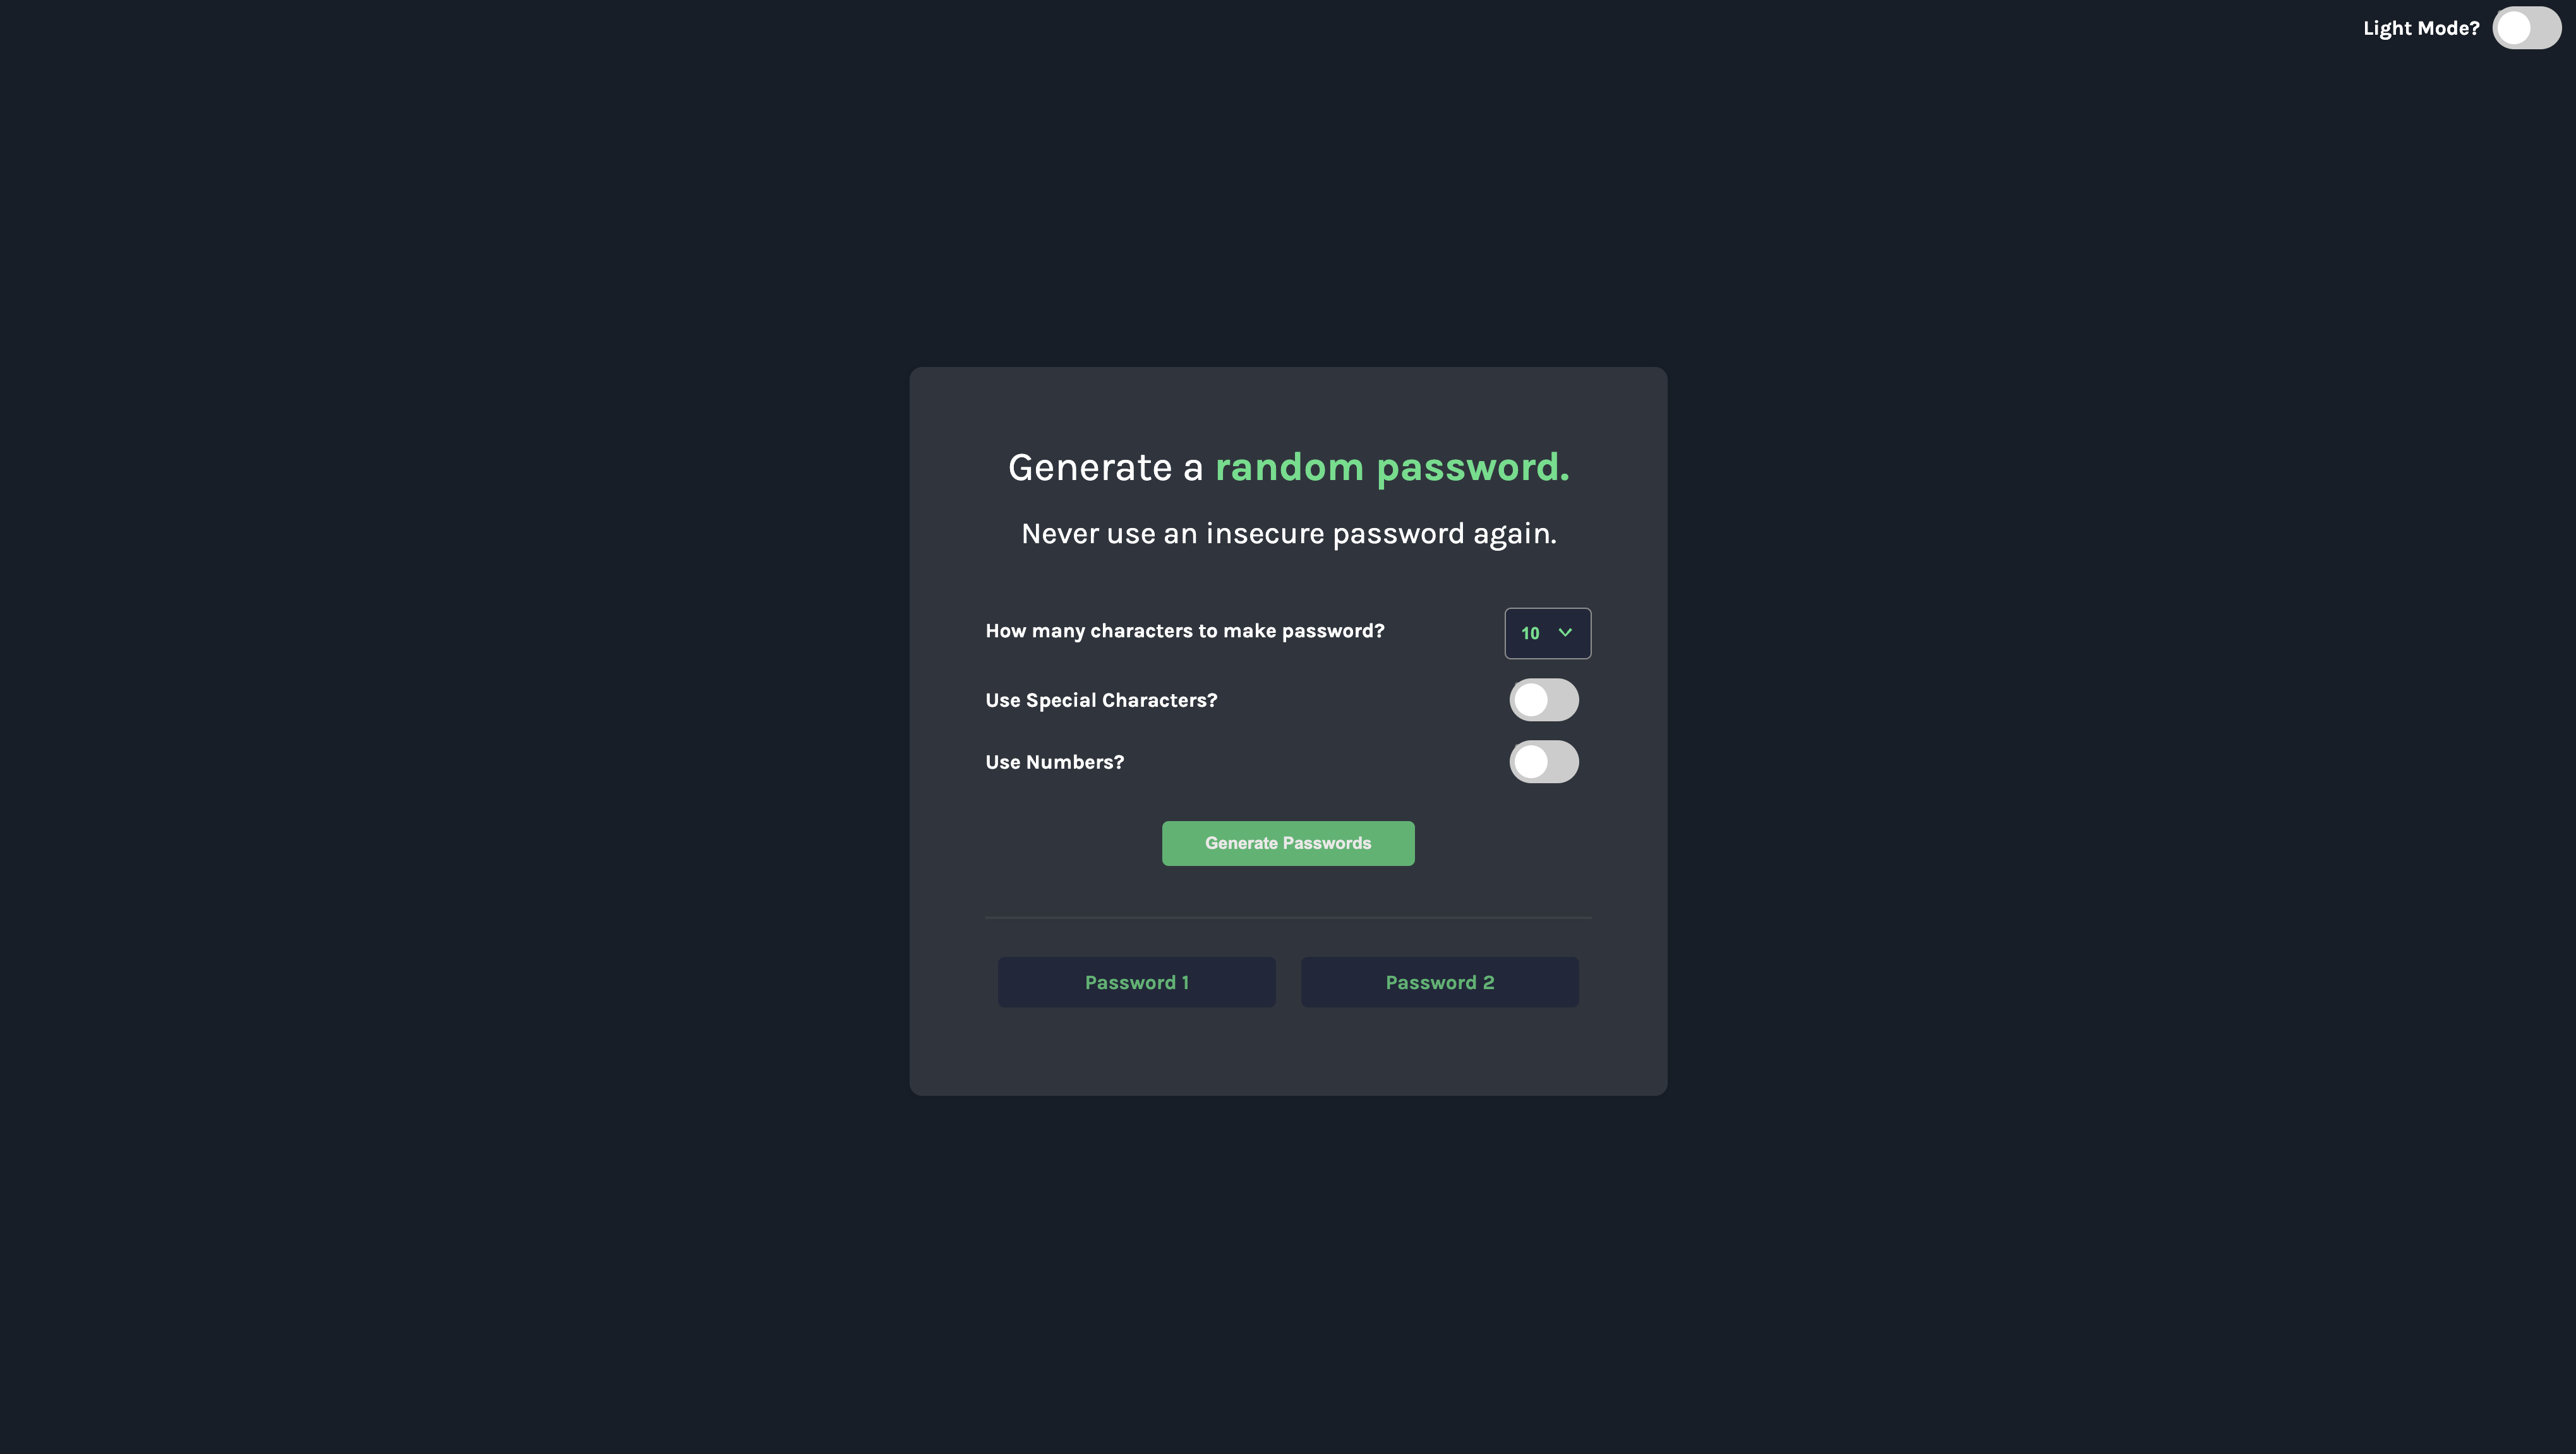 Light Mode?
Generate a random password.
Never use an insecure password again.
How many characters to make password?
10
Use Special Characters?
Use Numbers?
Generate Passwords
Password 1
Password 2